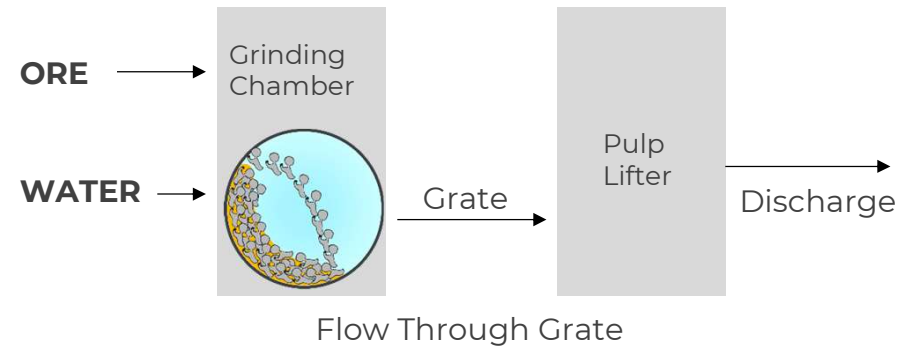 ORE
WATER
Grinding
Chamber
Grate
Pulp
Lifter
Discharge
Flow Through Grate